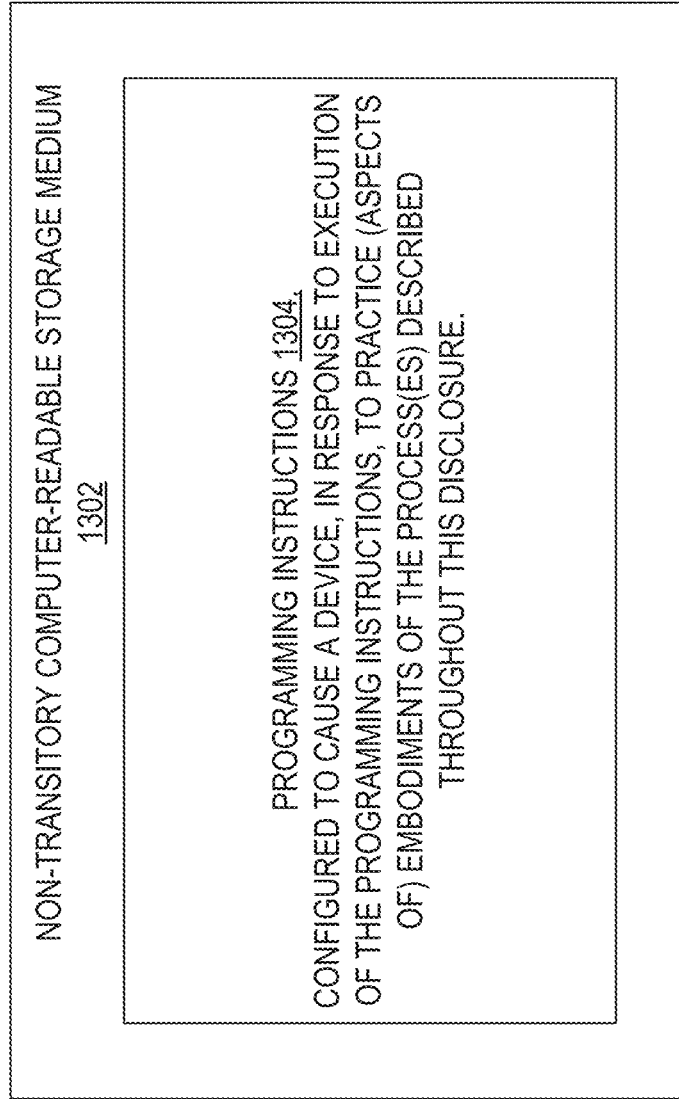 NON-TRANSITORY COMPUTER-READABLE STORAGE MEDIUM
1302
PROGRAMMING INSTRUCTIONS 1304,
CONFIGURED TO CAUSE A DEVICE, IN RESPONSE TO EXECUTION
OF THE PROGRAMMING INSTRUCTIONS, TO PRACTICE (ASPECTS
OF) EMBODIMENTS OF THE PROCESS(ES) DESCRIBED
THROUGHOUT THIS DISCLOSURE.